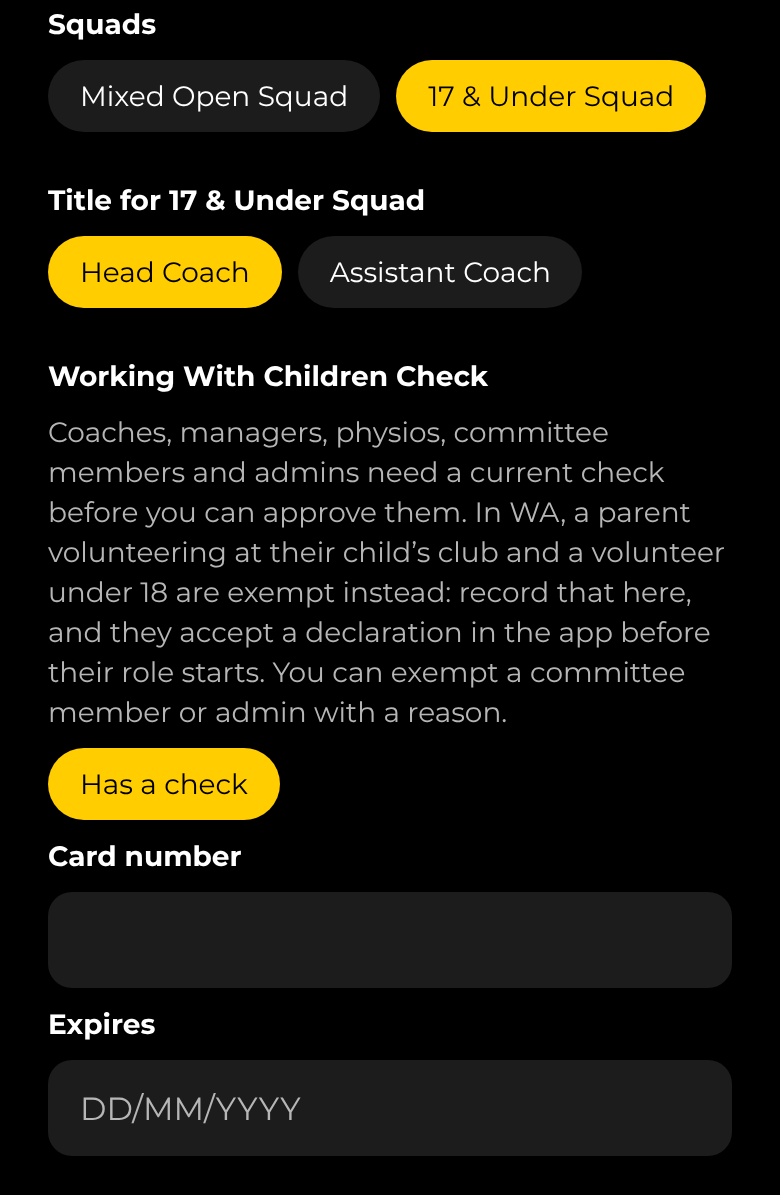 Squads
Mixed Open Squad
17 & Under Squad
Title for 17 & Under Squad
Head Coach
Assistant Coach
Working With Children Check
Coaches, managers, physios, committee
members and admins need a current check
before you can approve them. In WA, a parent
volunteering at their child’s club and a volunteer
under 18 are exempt instead: record that here,
and they accept a declaration in the app before
their role starts. You can exempt a committee
member or admin with a reason.
Has a check
Card number
Expires
DD/MM/YYYY